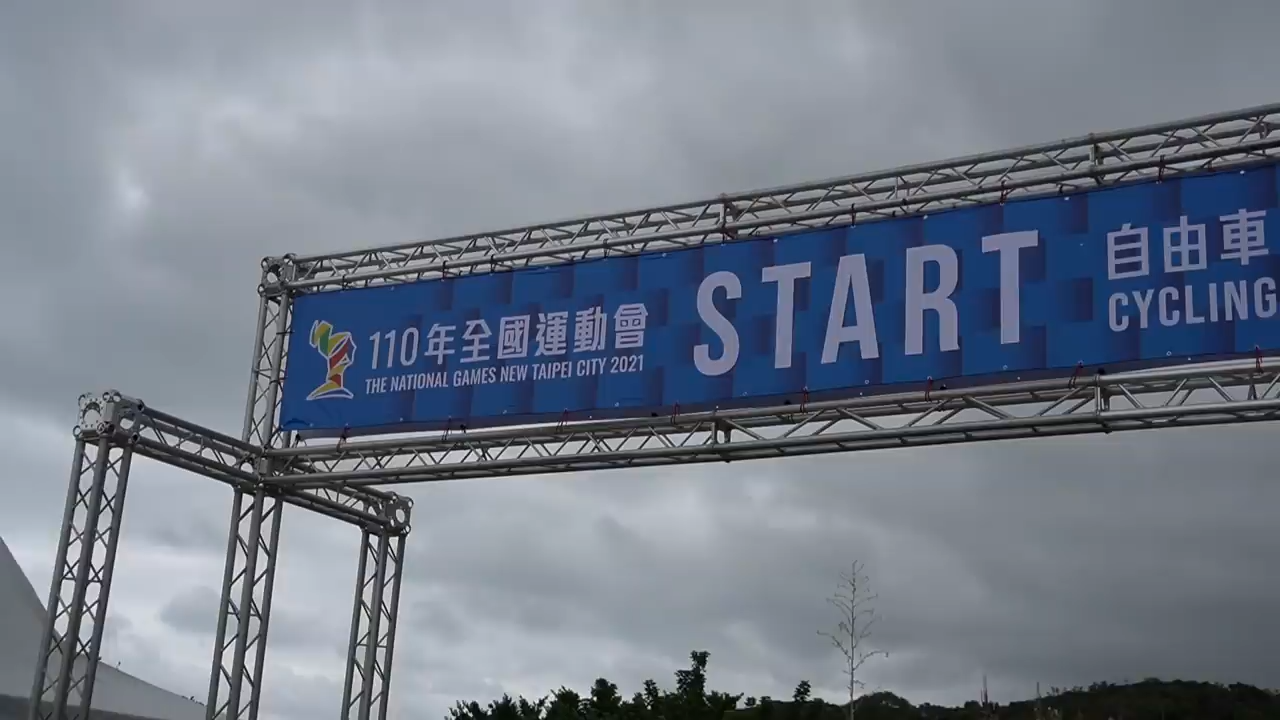 110年全國運動會
THE NATIONAL GAMES NEW TAIPEI CITY 2021
START
自由車
CYCLING